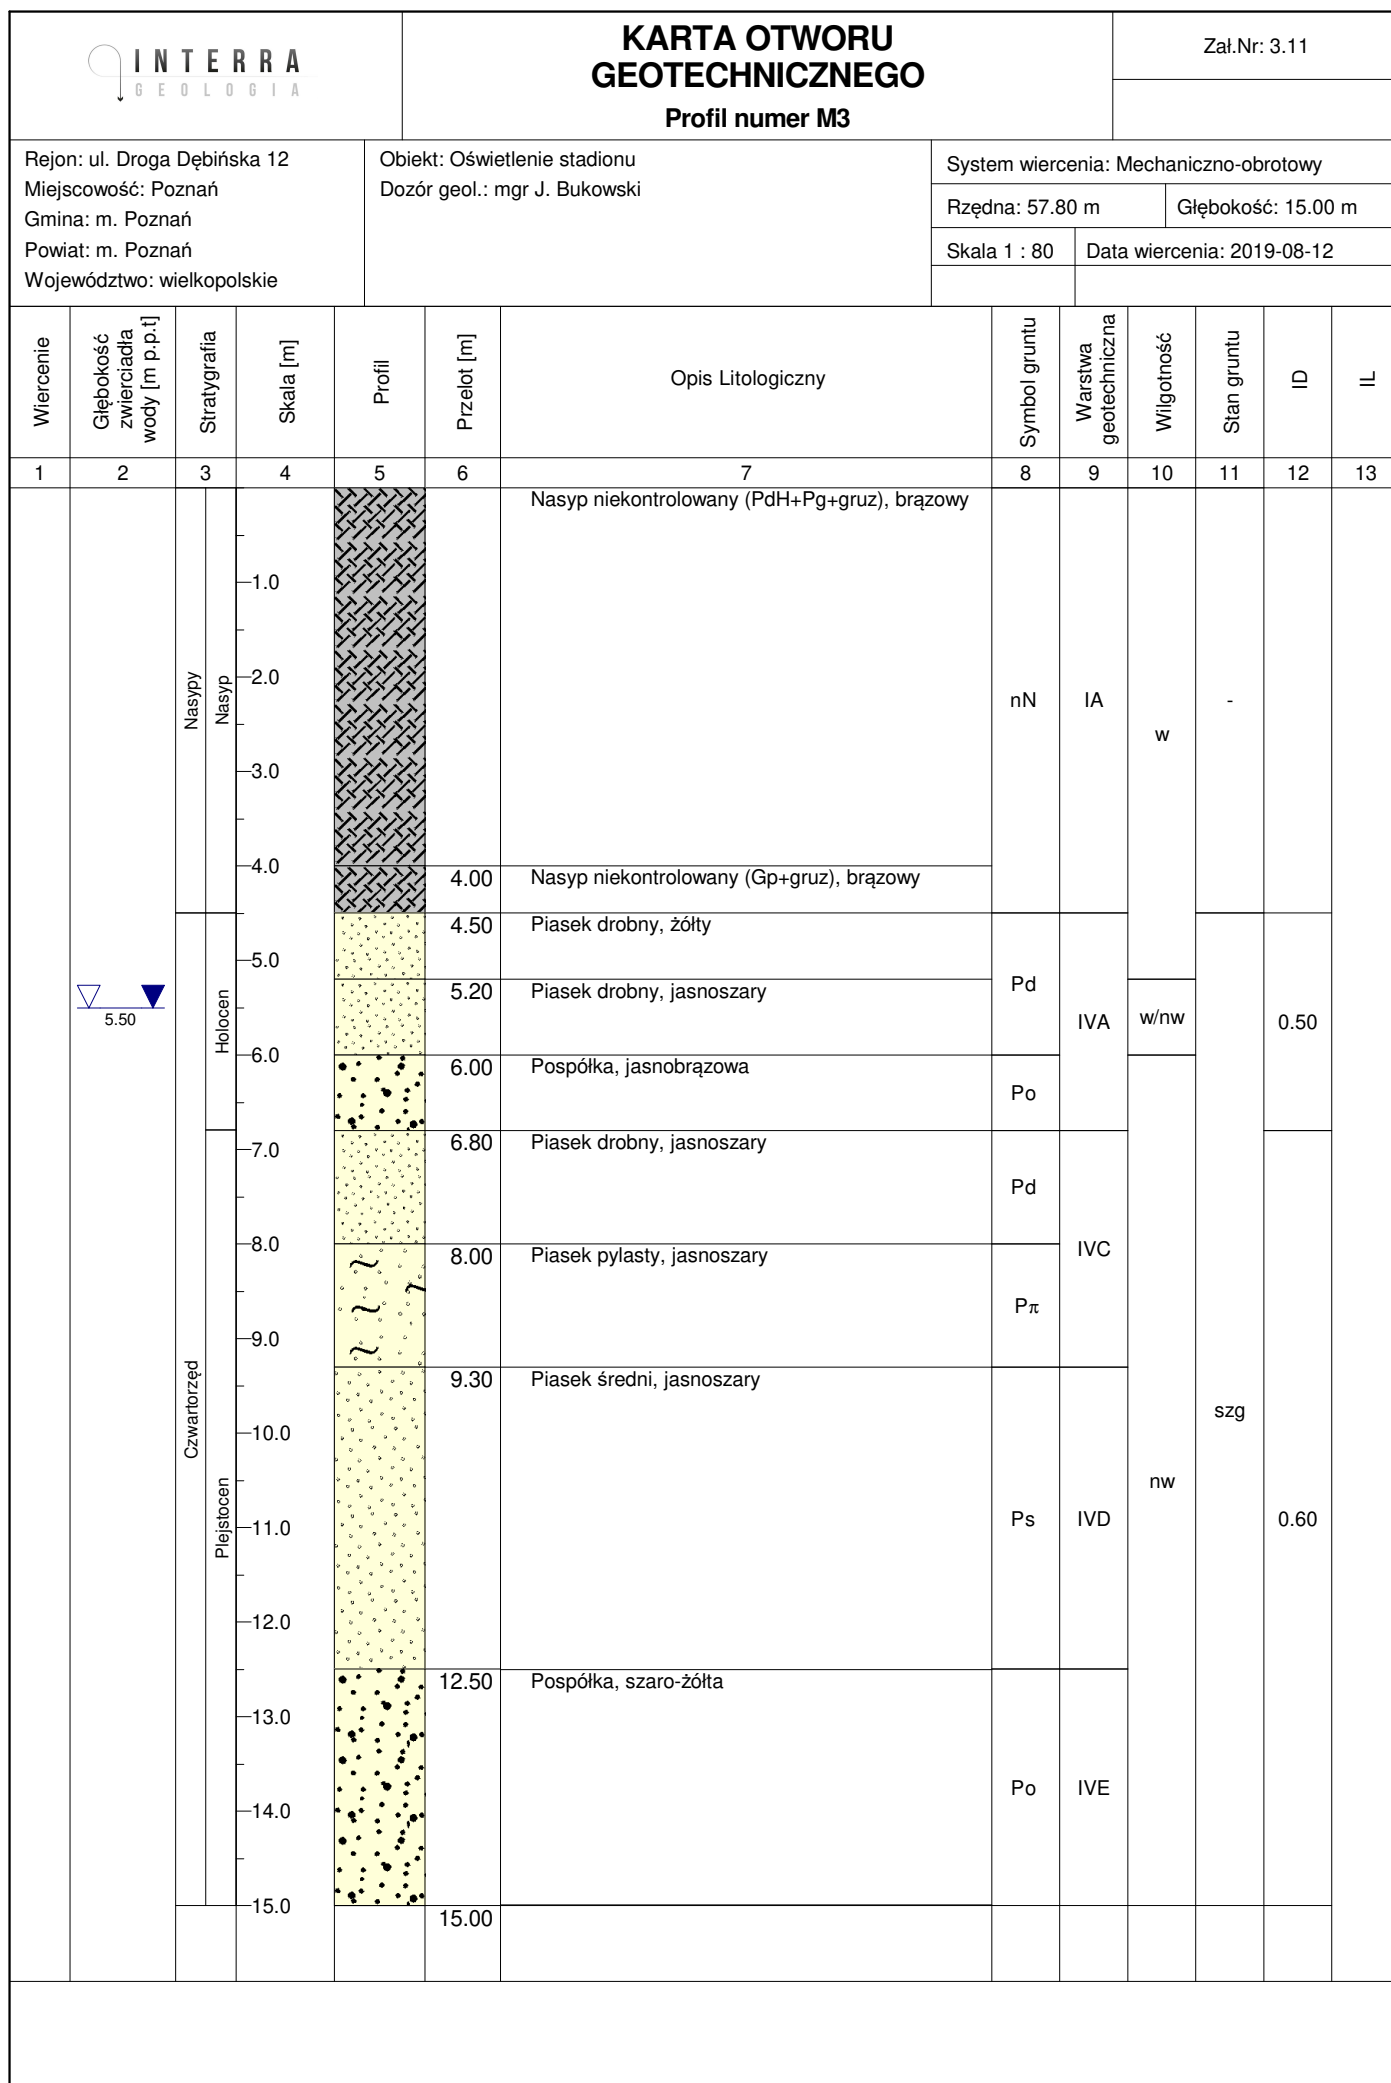 INTERRA
GEOLOGIA
KARTA OTWORU
GEOTECHNICZNEGO
Profil numer M3
Zał.Nr: 3.11
Rejon: ul. Droga Dębińska 12
Miejscowość: Poznań
Gmina: m. Poznań
Powiat: m. Poznań
Województwo: wielkopolskie
Obiekt: Oświetlenie stadionu
Dozór geol.: mgr J. Bukowski
System wiercenia: Mechaniczno-obrotowy
Rzędna: 57.80 m
Głębokość: 15.00 m
Skala 1 : 80
Data wiercenia: 2019-08-12
Wiercenie
Głębokość
zwierciadła
wody [m p.p.t]
Stratygrafia
Skala [m]
Profil
Przelot [m]
Opis Litologiczny
Symbol gruntu
Warstwa
geotechniczna
Wilgotność
Stan gruntu
ID
IL
1 2 3 4 5 6 7 8 9 10 11 12 13
Nasyp niekontrolowany (PdH+Pg+gruz), brązowy
1.0
2.0
Nasypy
Nasyp
nN
IA
-
w
3.0
4.0
4.00 Nasyp niekontrolowany (Gp+gruz), brązowy
4.50 Piasek drobny, żółty
5.0
Pd
5.20 Piasek drobny, jasnoszary
5.50
Holocen
IVA
w/nw
0.50
6.0
6.00 Pospółka, jasnobrązowa
Po
6.80 Piasek drobny, jasnoszary
7.0
Pd
8.0
8.00 Piasek pylasty, jasnoszary
IVC
Pπ
9.0
9.30 Piasek średni, jasnoszary
Czwartorzęd
szg
10.0
nw
Plejstocen
11.0
Ps
IVD
0.60
12.0
12.50 Pospółka, szaro-żółta
13.0
Po
IVE
14.0
15.0
15.00